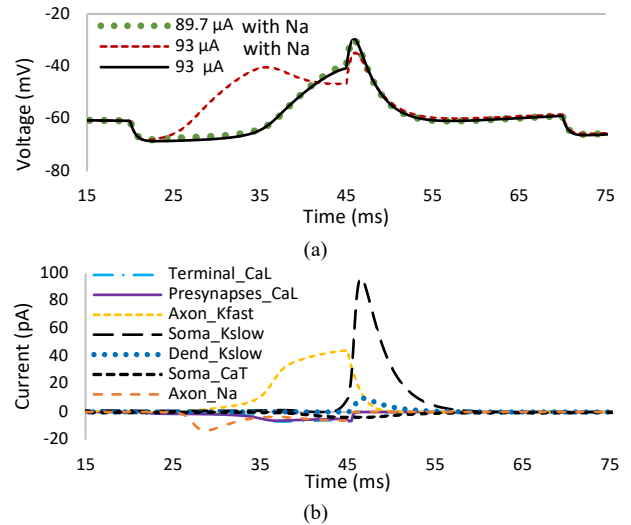 -20
89.7 μA with Na
93 μA with Na
93 μA
-40
-60
-80
Voltage (mV)
15 25 35 45 55 65 75
Time (ms)
(a)
100
80
60
40
20
0
-20
Current (pA)
Terminal_CaL
Presynapses_CaL
Axon_Kfast
Soma_Kslow
Dend_Kslow
Soma_CaT
Axon_Na
15 25 35 45 55 65 75
Time (ms)
(b)